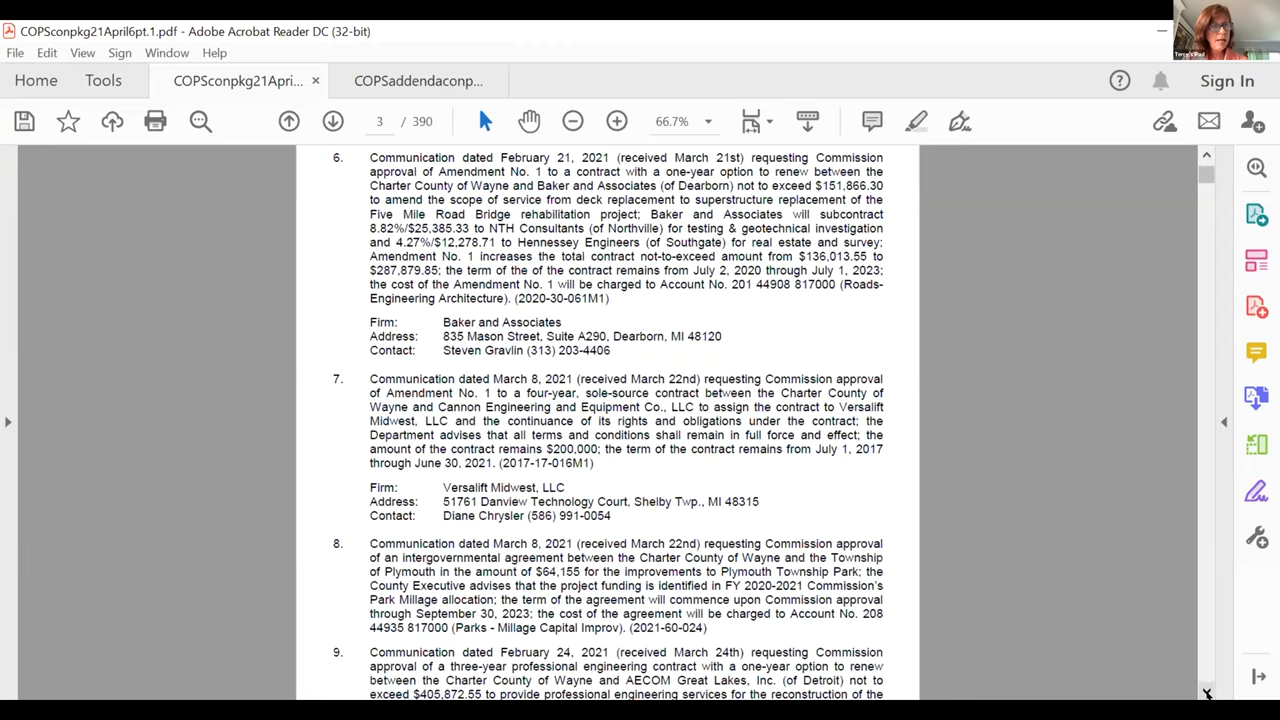 COPSconpkg21April6pt.1.pdf - Adobe Acrobat Reader DC (32-bit)
File Edit View Sign Window Help
Home Tools COPSconpkg21Apri... × COPSaddendaconp... Sign In
3 / 390 66.7%
6. Communication dated February 21, 2021 (received March 21st) requesting Commission
approval of Amendment No. 1 to a contract with a one-year option to renew between the
Charter County of Wayne and Baker and Associates (of Dearborn) not to exceed $151,866.30
to amend the scope of service from deck replacement to superstructure replacement of the
Five Mile Road Bridge rehabilitation project; Baker and Associates will subcontract
8.82%/$25,385.33 to NTH Consultants (of Northville) for testing & geotechnical investigation
and 4.27%/$12,278.71 to Hennessey Engineers (of Southgate) for real estate and survey;
Amendment No. 1 increases the total contract not-to-exceed amount from $136,013.55 to
$287,879.85; the term of the of the contract remains from July 2, 2020 through July 1, 2023;
the cost of the Amendment No. 1 will be charged to Account No. 201 44908 817000 (Roads-
Engineering Architecture). (2020-30-061M1)
Firm: Baker and Associates
Address: 835 Mason Street, Suite A290, Dearborn, MI 48120
Contact: Steven Gravlin (313) 203-4406
7. Communication dated March 8, 2021 (received March 22nd) requesting Commission approval
of Amendment No. 1 to a four-year, sole-source contract between the Charter County of
Wayne and Cannon Engineering and Equipment Co., LLC to assign the contract to Versalift
Midwest, LLC and the continuance of its rights and obligations under the contract; the
Department advises that all terms and conditions shall remain in full force and effect; the
amount of the contract remains $200,000; the term of the contract remains from July 1, 2017
through June 30, 2021. (2017-17-016M1)
Firm: Versalift Midwest, LLC
Address: 51761 Danview Technology Court, Shelby Twp., MI 48315
Contact: Diane Chrysler (586) 991-0054
8. Communication dated March 8, 2021 (received March 22nd) requesting Commission approval
of an intergovernmental agreement between the Charter County of Wayne and the Township
of Plymouth in the amount of $64,155 for the improvements to Plymouth Township Park; the
County Executive advises that the project funding is identified in FY 2020-2021 Commission's
Park Millage allocation; the term of the agreement will commence upon Commission approval
through September 30, 2023; the cost of the agreement will be charged to Account No. 208
44935 817000 (Parks - Millage Capital Improv). (2021-60-024)
9. Communication dated February 24, 2021 (received March 24th) requesting Commission
approval of a three-year professional engineering contract with a one-year option to renew
between the Charter County of Wayne and AECOM Great Lakes, Inc. (of Detroit) not to
exceed $405,872.55 to provide professional engineering services for the reconstruction of the